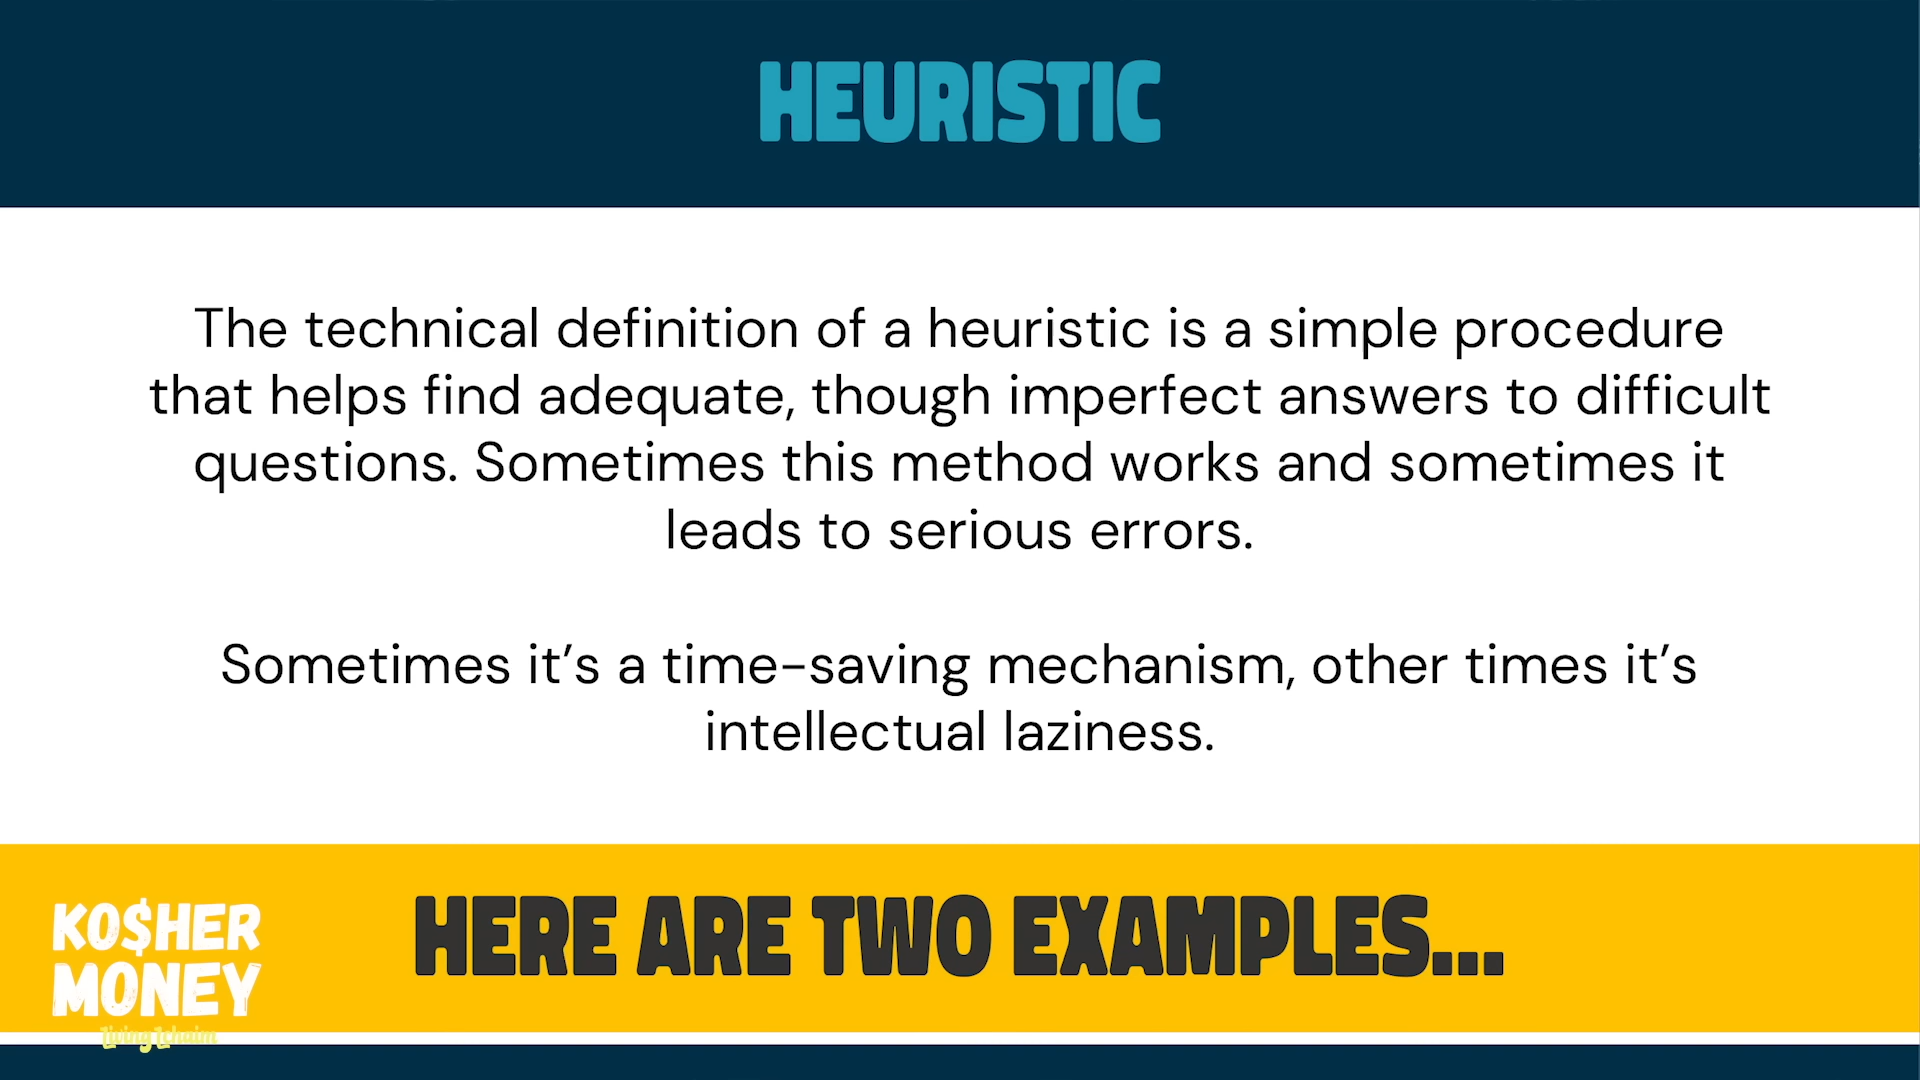 HEURISTIC
The technical definition of a heuristic is a simple procedure
that helps find adequate, though imperfect answers to difficult
questions. Sometimes this method works and sometimes it
leads to serious errors.
Sometimes it’s a time-saving mechanism, other times it’s
intellectual laziness.
HERE ARE TWO EXAMPLES...
KO$HER
MONEY
Living Lchaim